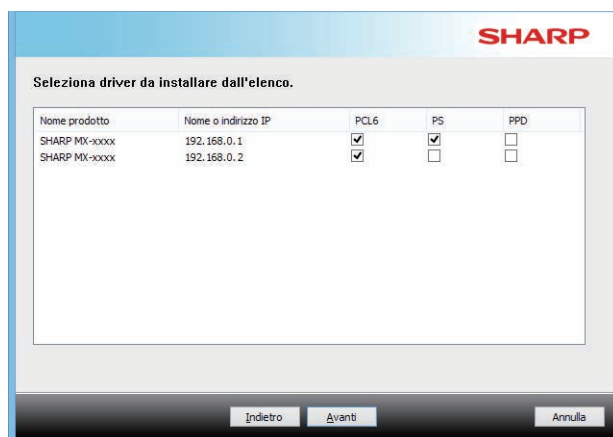 SHARP
Seleziona driver da installare dall'elenco.
Nome prodotto Nome o indirizzo IP PCL6 PS PPD
SHARP MX-xxxx 192.168.0.1
SHARP MX-xxxx 192.168.0.2
Indietro Avanti Annulla